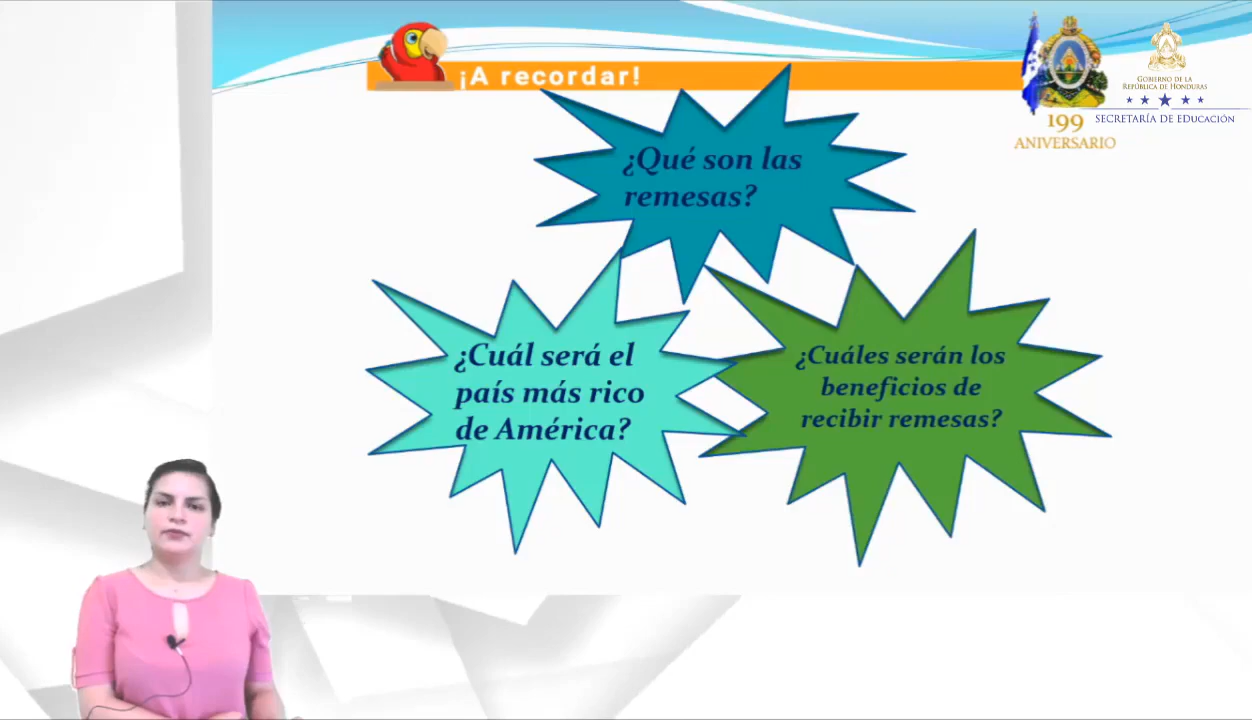 ¡A recordar!
GOBIERNO DE LA
REPÚBLICA DE HONDURAS
SECRETARÍA DE EDUCACIÓN
199
ANIVERSARIO
¿Qué son las
remesas?
¿Cuál será el
país más rico
de América?
¿Cuáles serán los
beneficios de
recibir remesas?